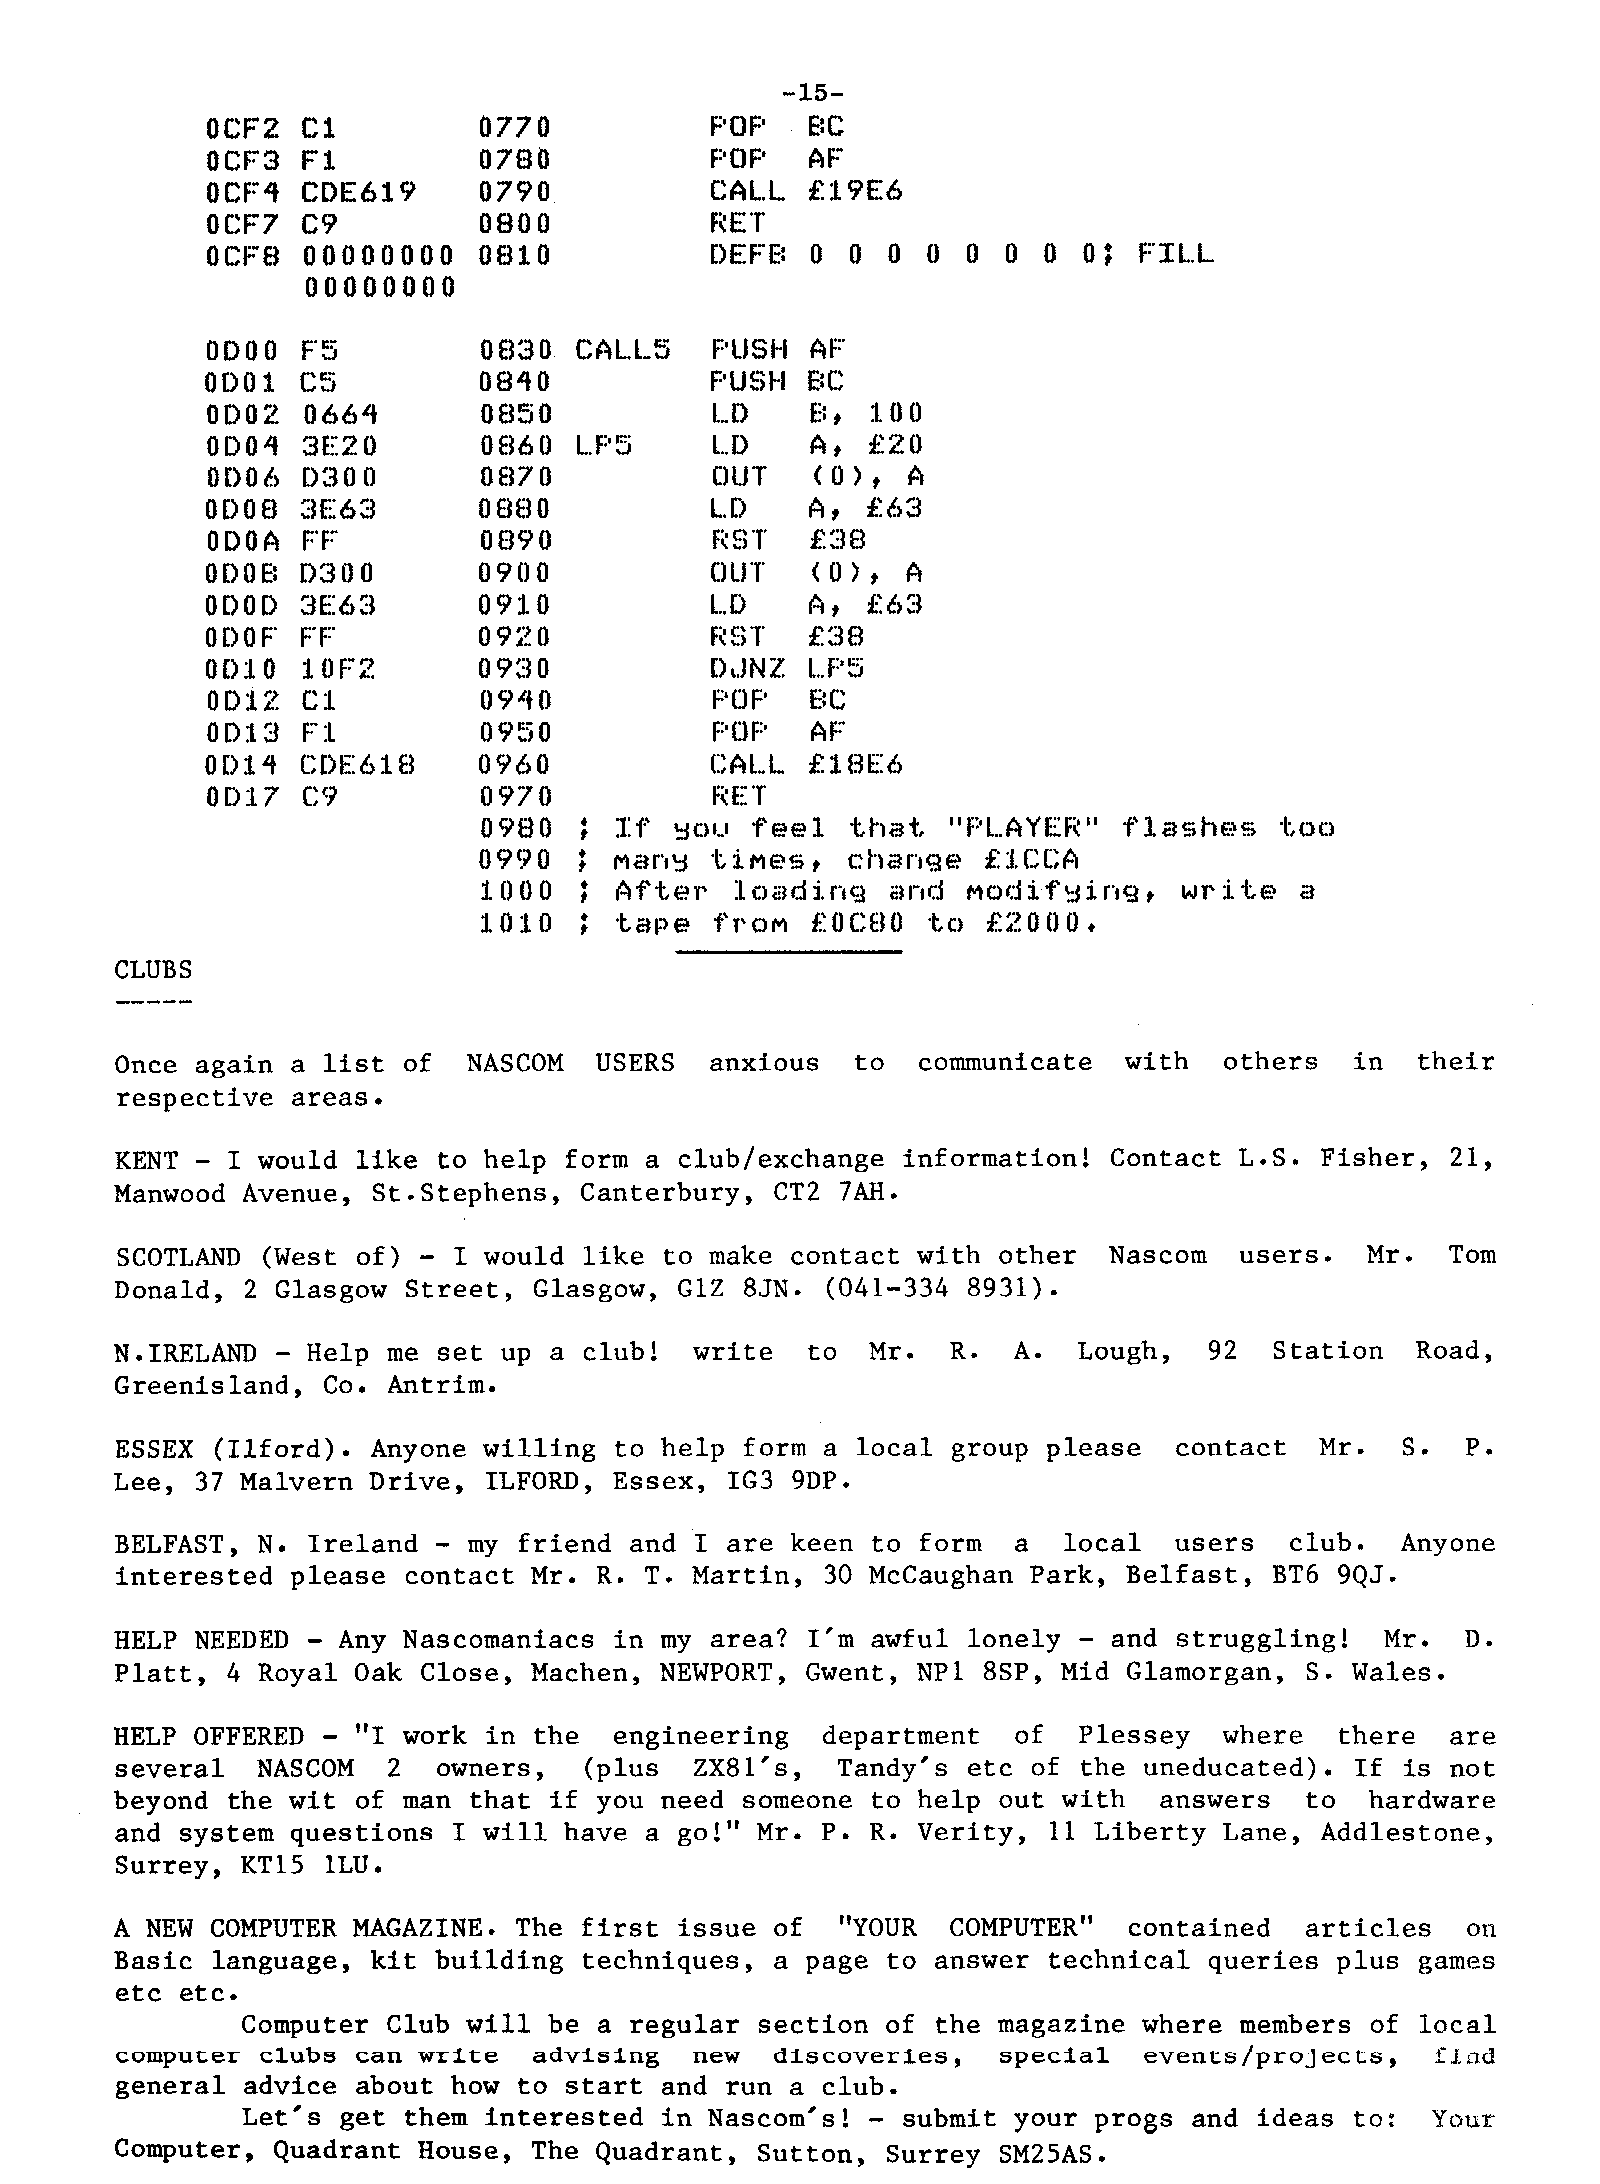 -15-
0CF2 C1 0770 POP BC
0CF3 F1 0780 POP AF
0CF4 CDE619 0790 CALL £19E6
0CF7 C9 0800 RET
0CF8 00000000 0810 DEFB 0 0 0 0 0 0 0 0; FILL
00000000
0D00 F5 0830 CALL5 PUSH AF
0D01 C5 0840 PUSH BC
0D02 0664 0850 LD B, 100
0D04 3E20 0860 LP5 LD A, £20
0D06 D300 0870 OUT (0), A
0D08 3E63 0880 LD A, £63
0D0A FF 0890 RST £38
0D0B D300 0900 OUT (0), A
0D0D 3E63 0910 LD A, £63
0D0F FF 0920 RST £38
0D10 10F2 0930 DJNZ LP5
0D12 C1 0940 POP BC
0D13 F1 0950 POP AF
0D14 CDE618 0960 CALL £18E6
0D17 C9 0970 RET
0980 ; If you feel that "PLAYER" flashes too
0990 ; many times, change £1CCA
1000 ; After loading and modifying, write a
1010 ; tape from £0C80 to £2000.
CLUBS
-----
Once again a list of NASCOM USERS anxious to communicate with others in their
respective areas.
KENT - I would like to help form a club/exchange information! Contact L.S. Fisher, 21,
Manwood Avenue, St.Stephens, Canterbury, CT2 7AH.
SCOTLAND (West of) - I would like to make contact with other Nascom users. Mr. Tom
Donald, 2 Glasgow Street, Glasgow, G1Z 8JN. (041-334 8931).
N.IRELAND - Help me set up a club! write to Mr. R. A. Lough, 92 Station Road,
Greenisland, Co. Antrim.
ESSEX (Ilford). Anyone willing to help form a local group please contact Mr. S. P.
Lee, 37 Malvern Drive, ILFORD, Essex, IG3 9DP.
BELFAST, N. Ireland - my friend and I are keen to form a local users club. Anyone
interested please contact Mr. R. T. Martin, 30 McCaughan Park, Belfast, BT6 9QJ.
HELP NEEDED - Any Nascomaniacs in my area? I'm awful lonely - and struggling! Mr. D.
Platt, 4 Royal Oak Close, Machen, NEWPORT, Gwent, NP1 8SP, Mid Glamorgan, S. Wales.
HELP OFFERED - "I work in the engineering department of Plessey where there are
several NASCOM 2 owners, (plus ZX81's, Tandy's etc of the uneducated). If is not
beyond the wit of man that if you need someone to help out with answers to hardware
and system questions I will have a go!" Mr. P. R. Verity, 11 Liberty Lane, Addlestone,
Surrey, KT15 1LU.
A NEW COMPUTER MAGAZINE. The first issue of "YOUR COMPUTER" contained articles on
Basic language, kit building techniques, a page to answer technical queries plus games
etc etc.
Computer Club will be a regular section of the magazine where members of local
computer clubs can write advising new discoveries, special events/projects, find
general advice about how to start and run a club.
Let's get them interested in Nascom's! - submit your progs and ideas to: Your
Computer, Quadrant House, The Quadrant, Sutton, Surrey SM25AS.